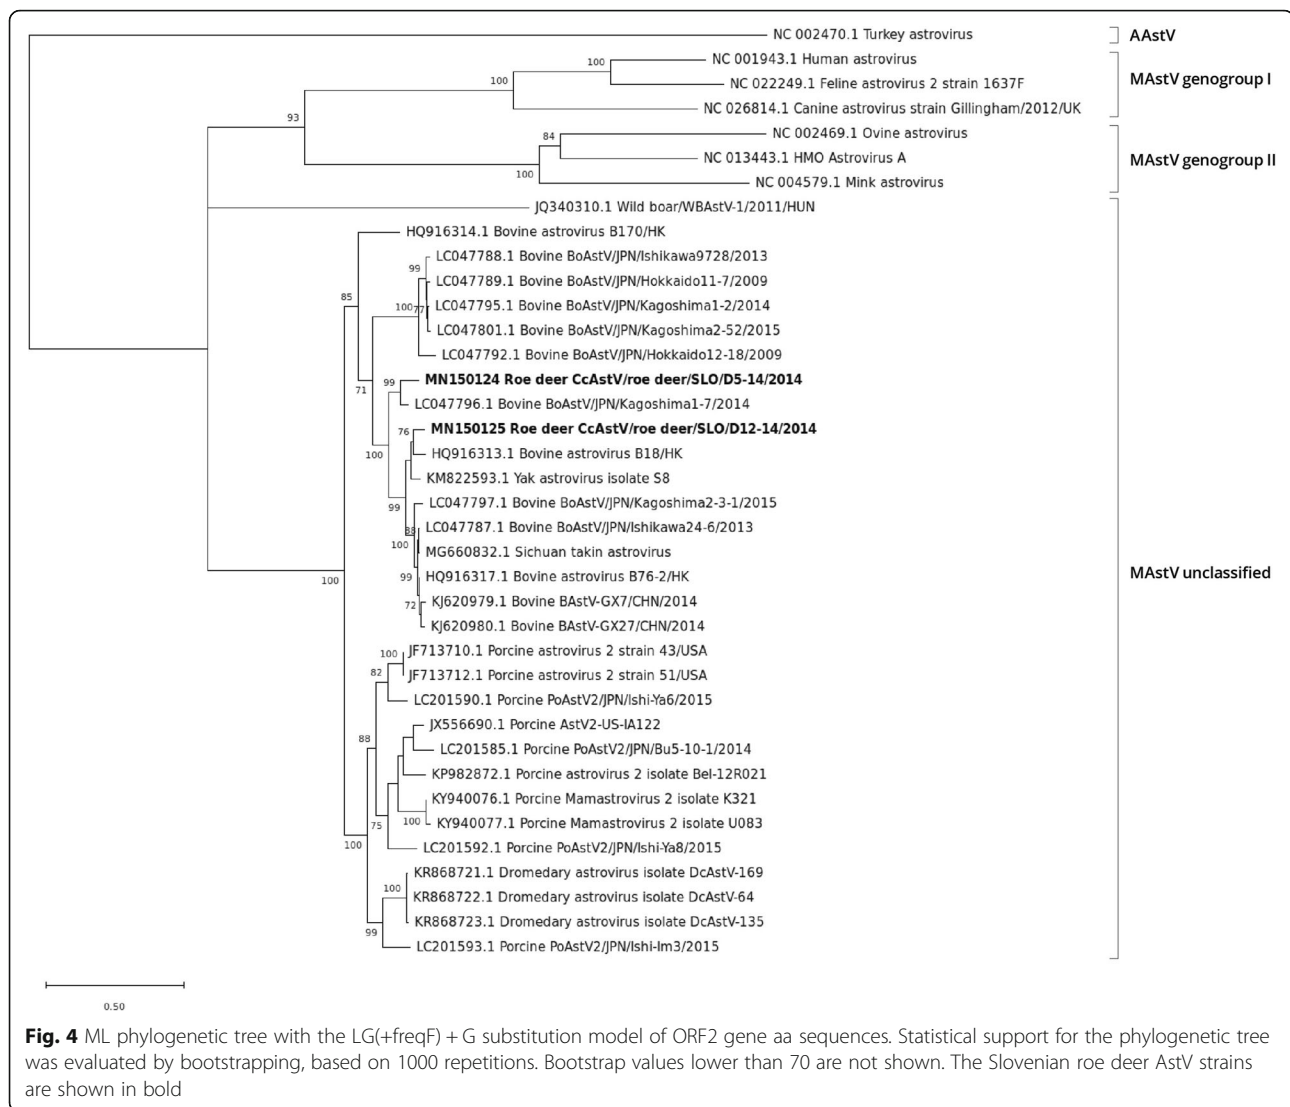 NC 002470.1 Turkey astrovirus
AAstV
NC 001943.1 Human astrovirus
100
NC 022249.1 Feline astrovirus 2 strain 1637F
MAstV genogroup I
100
NC 026814.1 Canine astrovirus strain Gillingham/2012/UK
93
NC 002469.1 Ovine astrovirus
84
NC 013443.1 HMO Astrovirus A
MAstV genogroup II
100
NC 004579.1 Mink astrovirus
JQ340310.1 Wild boar/WBAstV-1/2011/HUN
HQ916314.1 Bovine astrovirus B170/HK
LC047788.1 Bovine BoAstV/JPN/Ishikawa9728/2013
99
LC047789.1 Bovine BoAstV/JPN/Hokkaido11-7/2009
85
LC047795.1 Bovine BoAstV/JPN/Kagoshima1-2/2014
100
77
LC047801.1 Bovine BoAstV/JPN/Kagoshima2-52/2015
LC047792.1 Bovine BoAstV/JPN/Hokkaido12-18/2009
MN150124 Roe deer CcAstV/roe deer/SLO/D5-14/2014
99
71
LC047796.1 Bovine BoAstV/JPN/Kagoshima1-7/2014
MN150125 Roe deer CcAstV/roe deer/SLO/D12-14/2014
76
100
HQ916313.1 Bovine astrovirus B18/HK
KM822593.1 Yak astrovirus isolate S8
99
LC047797.1 Bovine BoAstV/JPN/Kagoshima2-3-1/2015
LC047787.1 Bovine BoAstV/JPN/Ishikawa24-6/2013
88
100
MG660832.1 Sichuan takin astrovirus
MAstV unclassified
100
99
HQ916317.1 Bovine astrovirus B76-2/HK
KJ620979.1 Bovine BAstV-GX7/CHN/2014
72
KJ620980.1 Bovine BAstV-GX27/CHN/2014
JF713710.1 Porcine astrovirus 2 strain 43/USA
100
82
JF713712.1 Porcine astrovirus 2 strain 51/USA
LC201590.1 Porcine PoAstV2/JPN/Ishi-Ya6/2015
JX556690.1 Porcine AstV2-US-IA122
88
LC201585.1 Porcine PoAstV2/JPN/Bu5-10-1/2014
KP982872.1 Porcine astrovirus 2 isolate Bel-12R021
KY940076.1 Porcine Mamastrovirus 2 isolate K321
100
75
KY940077.1 Porcine Mamastrovirus 2 isolate U083
100
LC201592.1 Porcine PoAstV2/JPN/Ishi-Ya8/2015
KR868721.1 Dromedary astrovirus isolate DcAstV-169
100
KR868722.1 Dromedary astrovirus isolate DcAstV-64
KR868723.1 Dromedary astrovirus isolate DcAstV-135
99
LC201593.1 Porcine PoAstV2/JPN/Ishi-Im3/2015
0.50
Fig. 4 ML phylogenetic tree with the LG(+freqF) + G substitution model of ORF2 gene aa sequences. Statistical support for the phylogenetic tree
was evaluated by bootstrapping, based on 1000 repetitions. Bootstrap values lower than 70 are not shown. The Slovenian roe deer AstV strains
are shown in bold